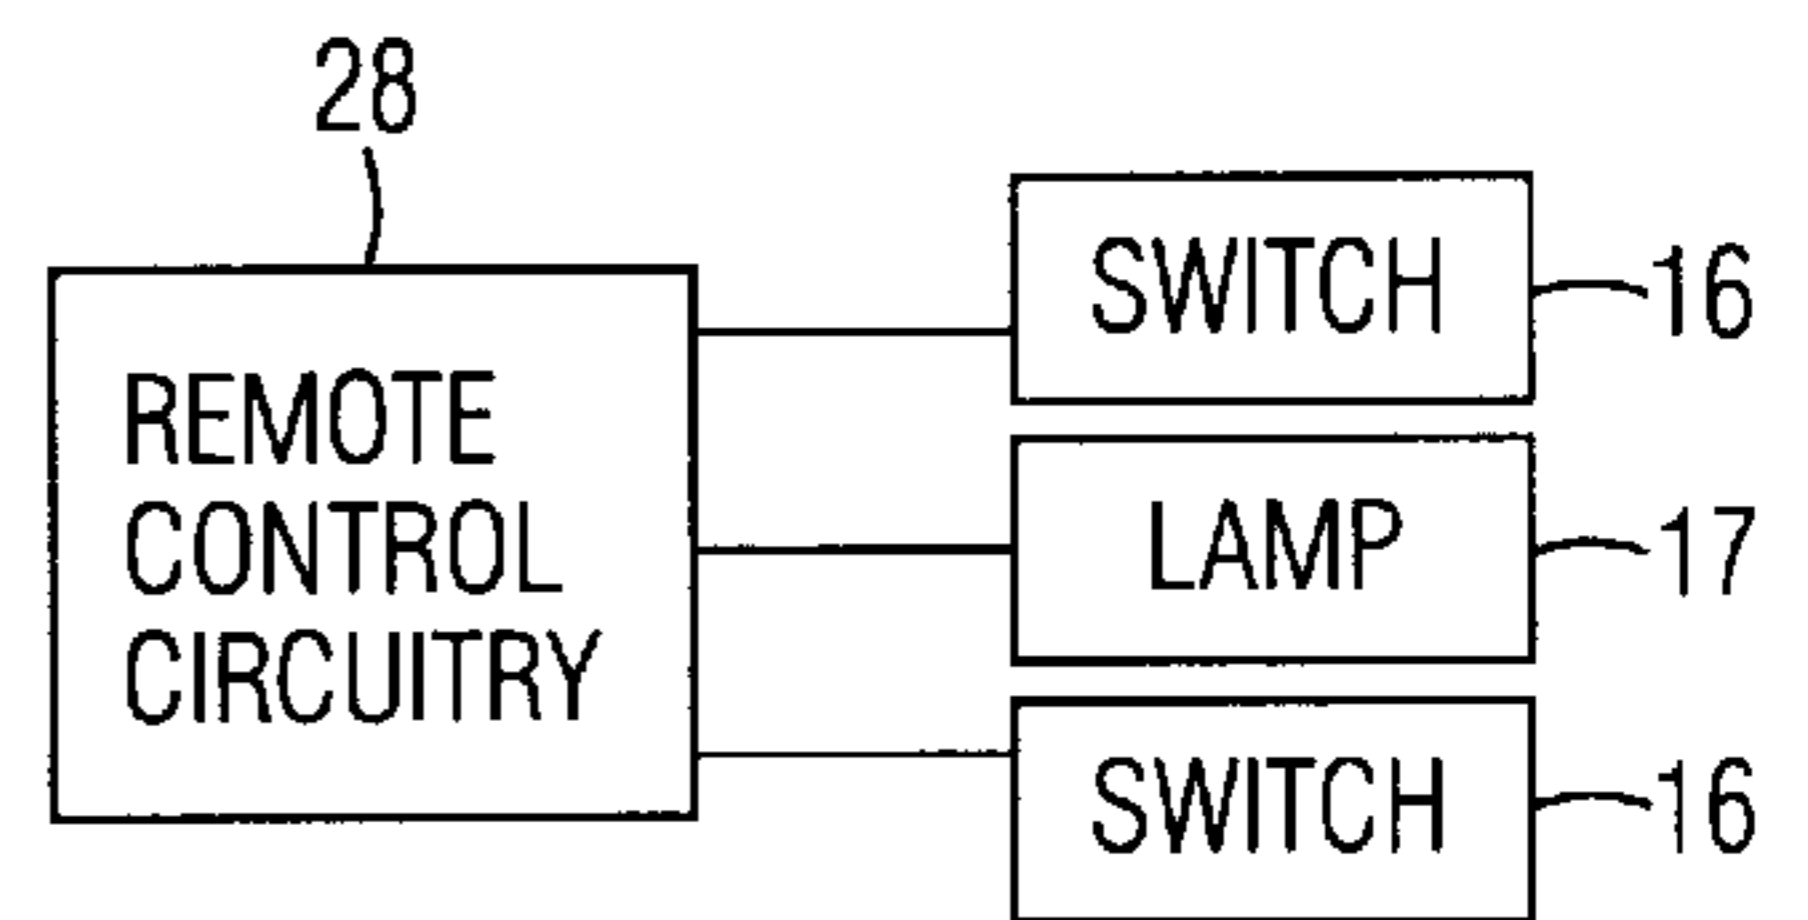 28
SWITCH 16
REMOTE
CONTROL
CIRCUITRY
LAMP 17
SWITCH 16